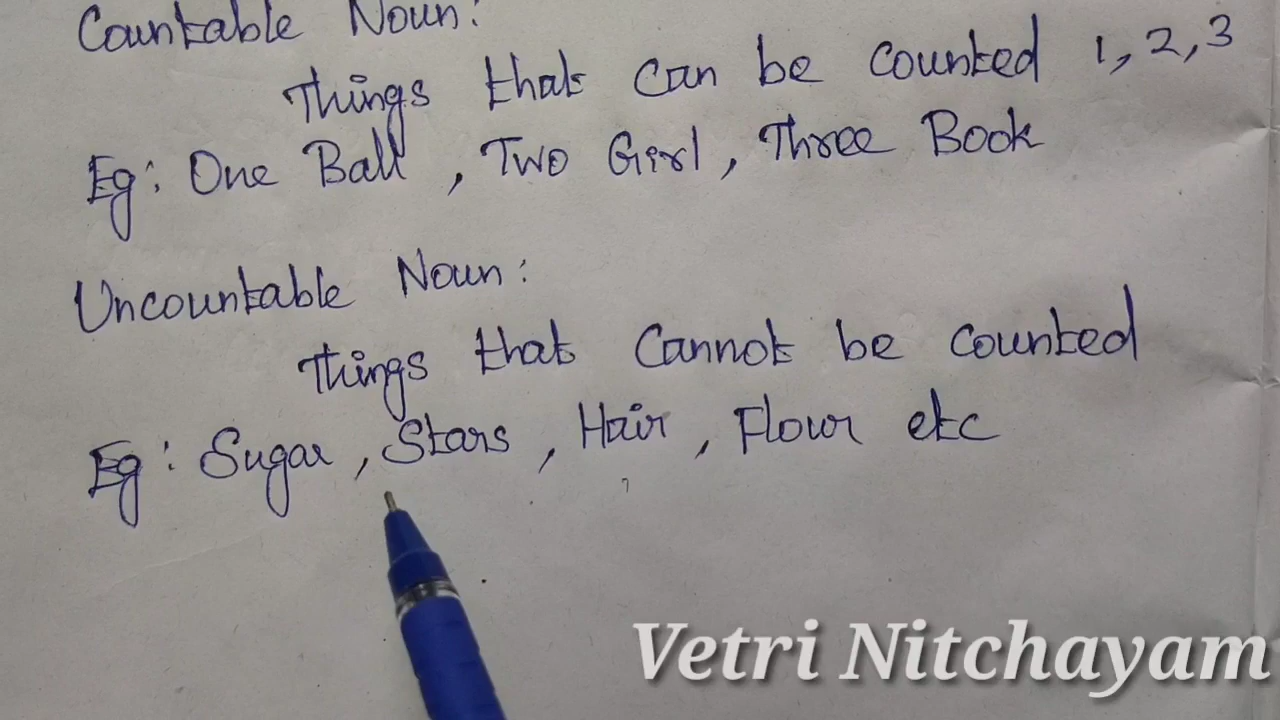 Countable Noun:
Things that can be counted 1, 2, 3
Eg: One Ball, Two Girl, Three Book
Uncountable Noun:
Things that cannot be counted
Eg: Sugar, Stars, Hair, Flour etc
Vetri Nitchayam